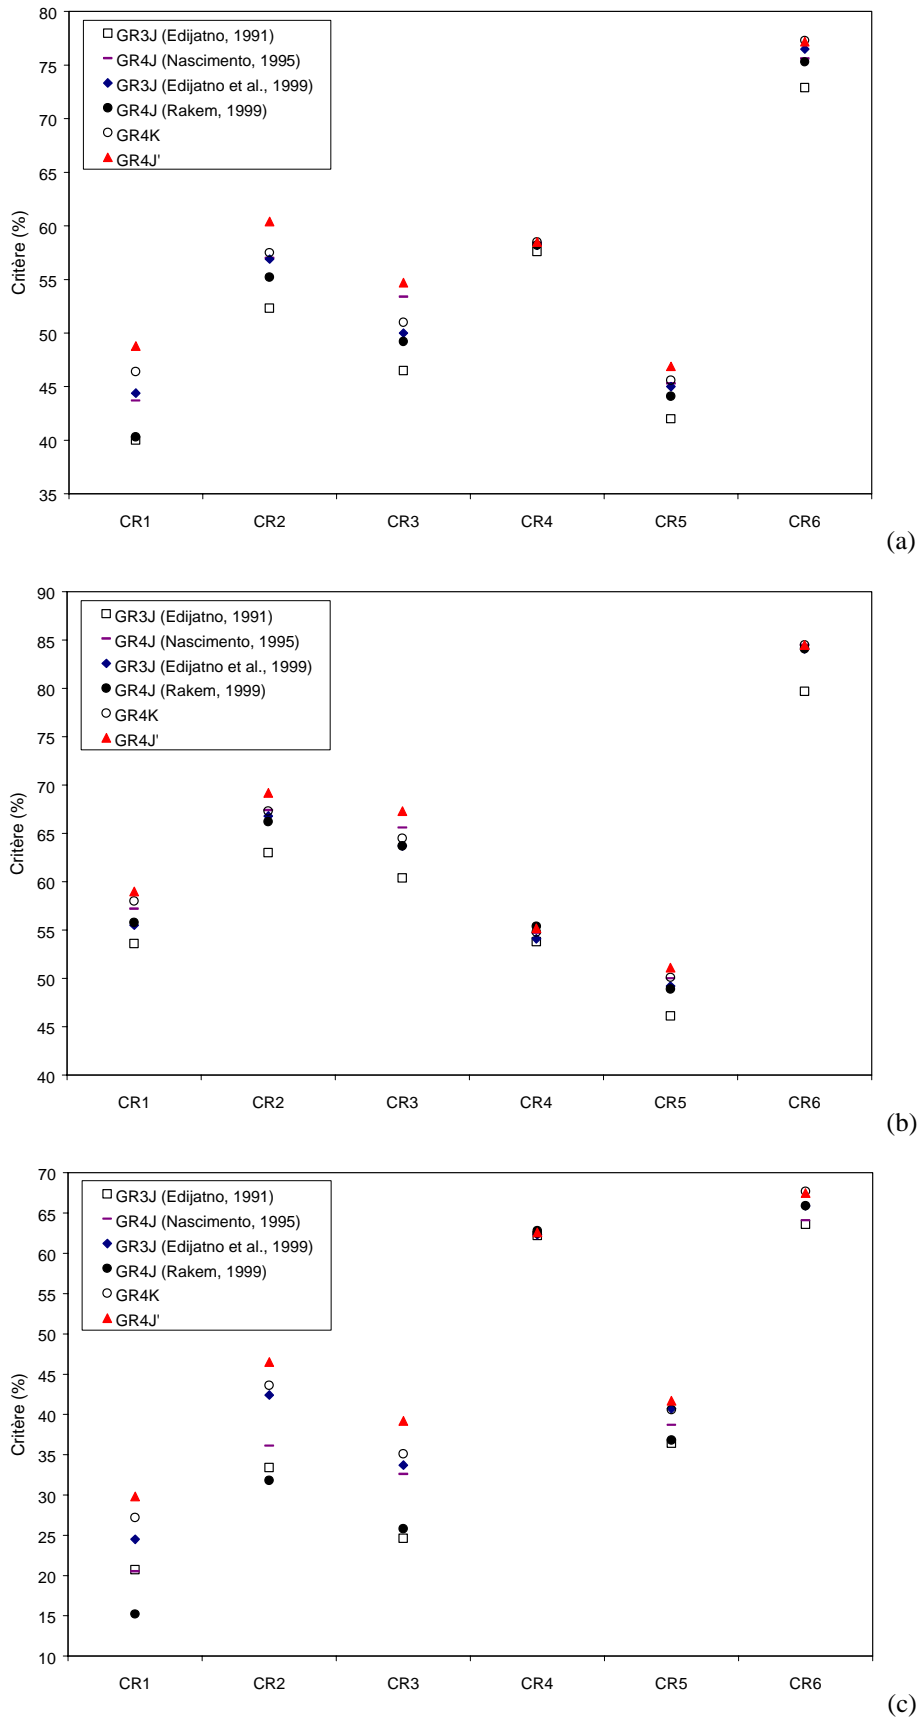 80
75
70
65
60
55
50
45
40
35
Critère (%)
GR3J (Edijatno, 1991)
GR4J (Nascimento, 1995)
GR3J (Edijatno et al., 1999)
GR4J (Rakem, 1999)
GR4K
GR4J'
CR1 CR2 CR3 CR4 CR5 CR6
(a)
90
85
80
75
70
65
60
55
50
45
40
Critère (%)
GR3J (Edijatno, 1991)
GR4J (Nascimento, 1995)
GR3J (Edijatno et al., 1999)
GR4J (Rakem, 1999)
GR4K
GR4J'
CR1 CR2 CR3 CR4 CR5 CR6
(b)
70
65
60
55
50
45
40
35
30
25
20
15
10
Critère (%)
GR3J (Edijatno, 1991)
GR4J (Nascimento, 1995)
GR3J (Edijatno et al., 1999)
GR4J (Rakem, 1999)
GR4K
GR4J'
CR1 CR2 CR3 CR4 CR5 CR6
(c)